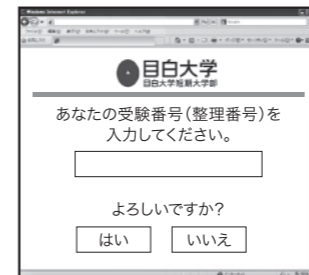 Windows Internet Explorer
目白大学
目白大学短期大学部
あなたの受験番号(整理番号)を
入力してください。
よろしいですか?
はい
いいえ